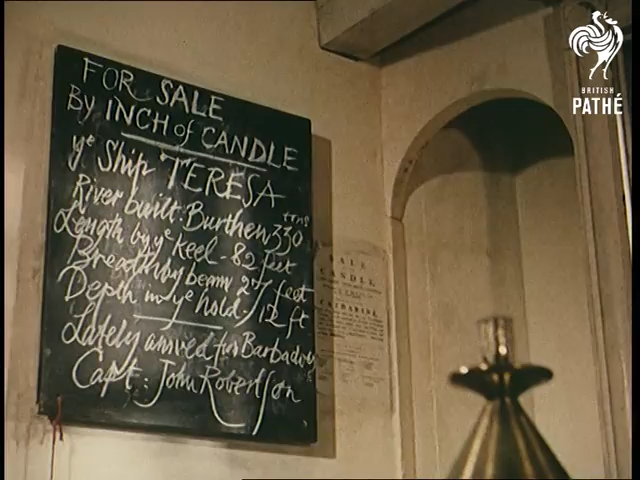 FOR SALE
By INCH of CANDLE
yᵉ Ship TERESA
River built. Burthen 330 tons
Length by yᵉ keel - 82 feet
Breadth by beam 27 feet
Depth in yᵉ hold - 12 ft
Lately arrived frm Barbadoes
Capt: John Robertson
SALE
CANDLE
BRITISH
PATHÉ